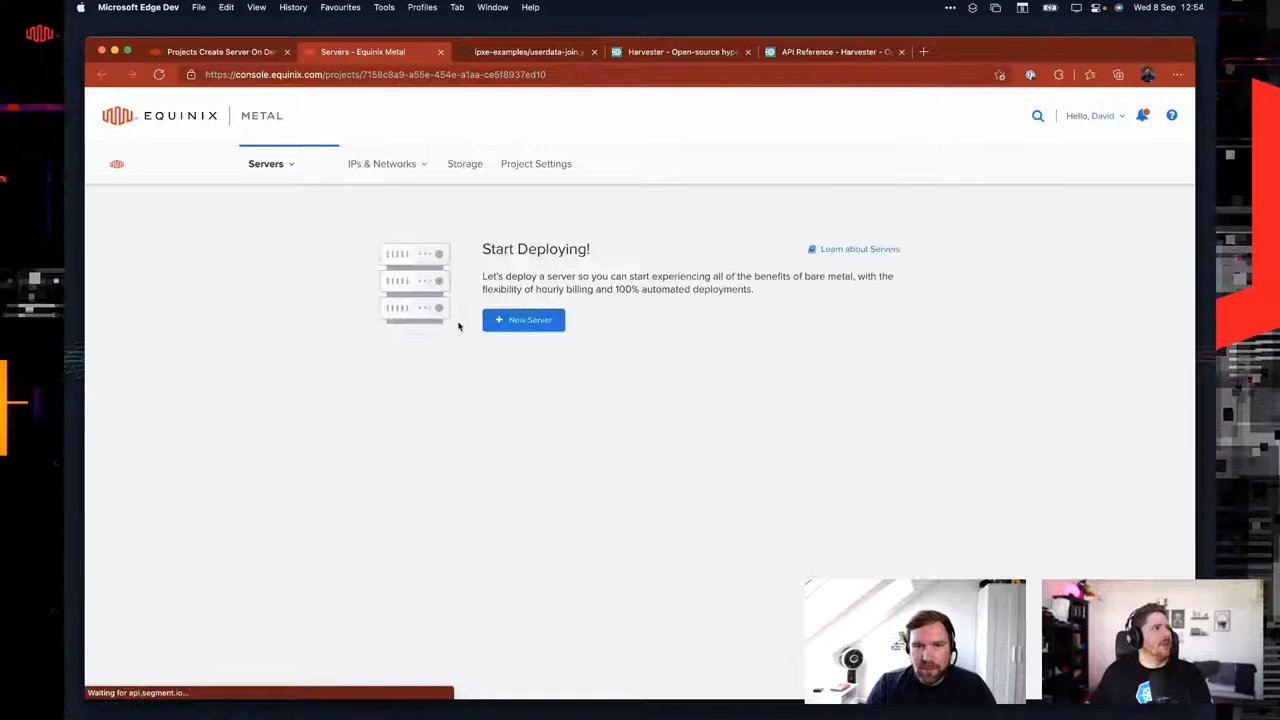 Microsoft Edge Dev File Edit View History Favourites Tools Profiles Tab Window Help Wed 8 Sep 12:54
Projects Create Server On De
Servers - Equinix Metal
ipxe-examples/userdata-join.y
Harvester - Open-source hype
API Reference - Harvester - O
https://console.equinix.com/projects/7158c8a9-a55e-454e-a1aa-ce5f8937ed10
EQUINIX | METAL
Hello, David
Servers IPs & Networks Storage Project Settings
Start Deploying!
Learn about Servers
Let's deploy a server so you can start experiencing all of the benefits of bare metal, with the
flexibility of hourly billing and 100% automated deployments.
+ New Server
Waiting for api.segment.io...